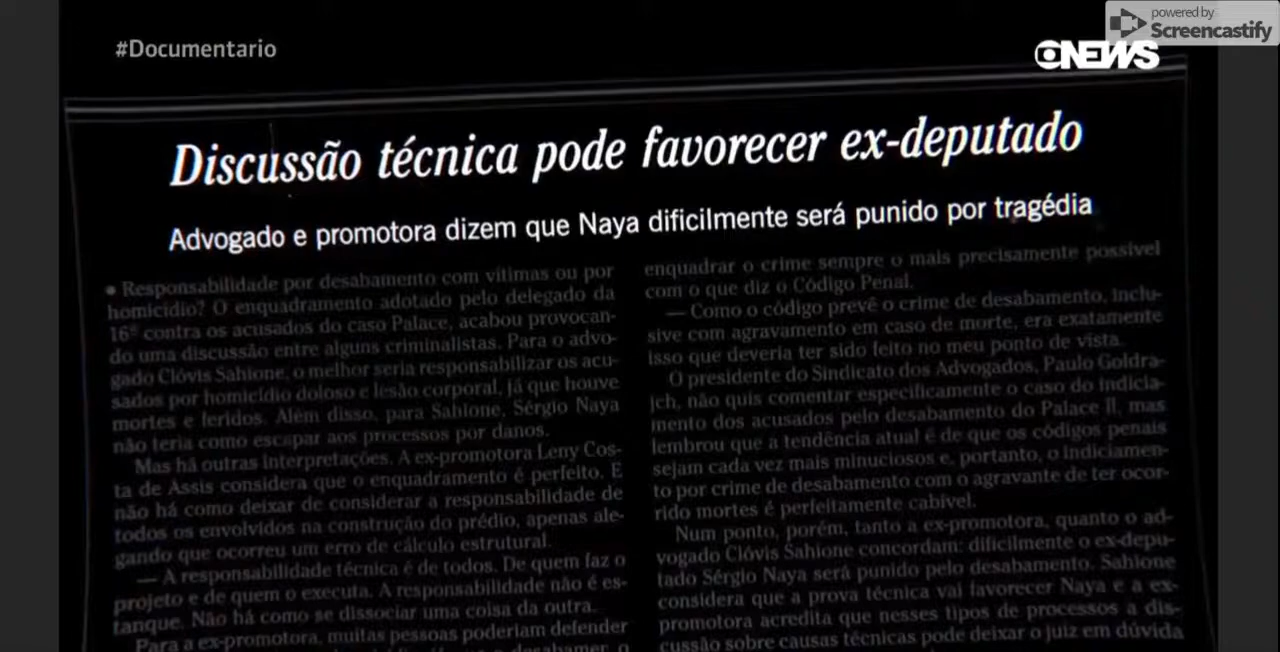 powered by
Screencastify
#Documentario
NEWS
Discussão técnica pode favorecer ex-deputado
Advogado e promotora dizem que Naya dificilmente será punido por tragédia
● Responsabilidade por desabamento com vítimas ou por
homicídio? O enquadramento adotado pelo delegado da
16ª contra os acusados do caso Palace, acabou provocan-
do uma discussão entre alguns criminalistas. Para o advo-
gado Clóvis Sahione, o melhor seria responsabilizar os acu-
sados por homicídio doloso e lesão corporal, já que houve
mortes e feridos. Além disso, para Sahione, Sérgio Naya
não teria como escapar aos processos por danos.
Mas há outras interpretações. A ex-promotora Leny Cos-
ta de Assis considera que o enquadramento é perfeito. E
não há como deixar de considerar a responsabilidade de
todos os envolvidos na construção do prédio, apenas ale-
gando que ocorreu um erro de cálculo estrutural.
— A responsabilidade técnica é de todos. De quem faz o
projeto e de quem o executa. A responsabilidade não é es-
tanque. Não há como se dissociar uma coisa da outra.
Para a ex-promotora, muitas pessoas poderiam defender
enquadrar o crime sempre o mais precisamente possível
com o que diz o Código Penal.
— Como o código prevê o crime de desabamento, inclu-
sive com agravamento em caso de morte, era exatamente
isso que deveria ter sido feito no meu ponto de vista.
O presidente do Sindicato dos Advogados, Paulo Goldra-
jch, não quis comentar especificamente o caso do indicia-
mento dos acusados pelo desabamento do Palace II, mas
lembrou que a tendência atual é de que os códigos penais
sejam cada vez mais minuciosos e, portanto, o indiciamen-
to por crime de desabamento com o agravante de ter ocor-
rido mortes é perfeitamente cabível.
Num ponto, porém, tanto a ex-promotora, quanto o ad-
vogado Clóvis Sahione concordam: dificilmente o ex-depu-
tado Sérgio Naya será punido pelo desabamento. Sahione
considera que a prova técnica vai favorecer Naya e a ex-
promotora acredita que nesses tipos de processos a dis-
cussão sobre causas técnicas pode deixar o juiz em dúvida